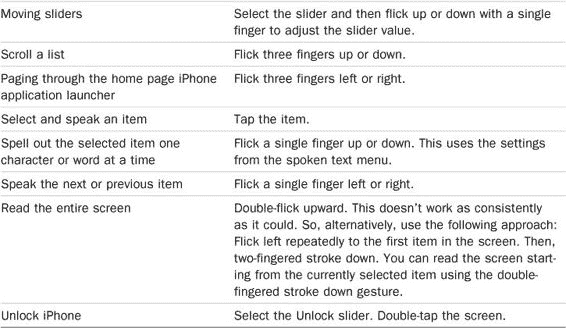 Moving sliders
Select the slider and then flick up or down with a single
finger to adjust the slider value.
Scroll a list
Flick three fingers up or down.
Paging through the home page iPhone
application launcher
Flick three fingers left or right.
Select and speak an item
Tap the item.
Spell out the selected item one
character or word at a time
Flick a single finger up or down. This uses the settings
from the spoken text menu.
Speak the next or previous item
Flick a single finger left or right.
Read the entire screen
Double-flick upward. This doesn't work as consistently
as it could. So, alternatively, use the following approach:
Flick left repeatedly to the first item in the screen. Then,
two-fingered stroke down. You can read the screen start-
ing from the currently selected item using the double-
fingered stroke down gesture.
Unlock iPhone
Select the Unlock slider. Double-tap the screen.